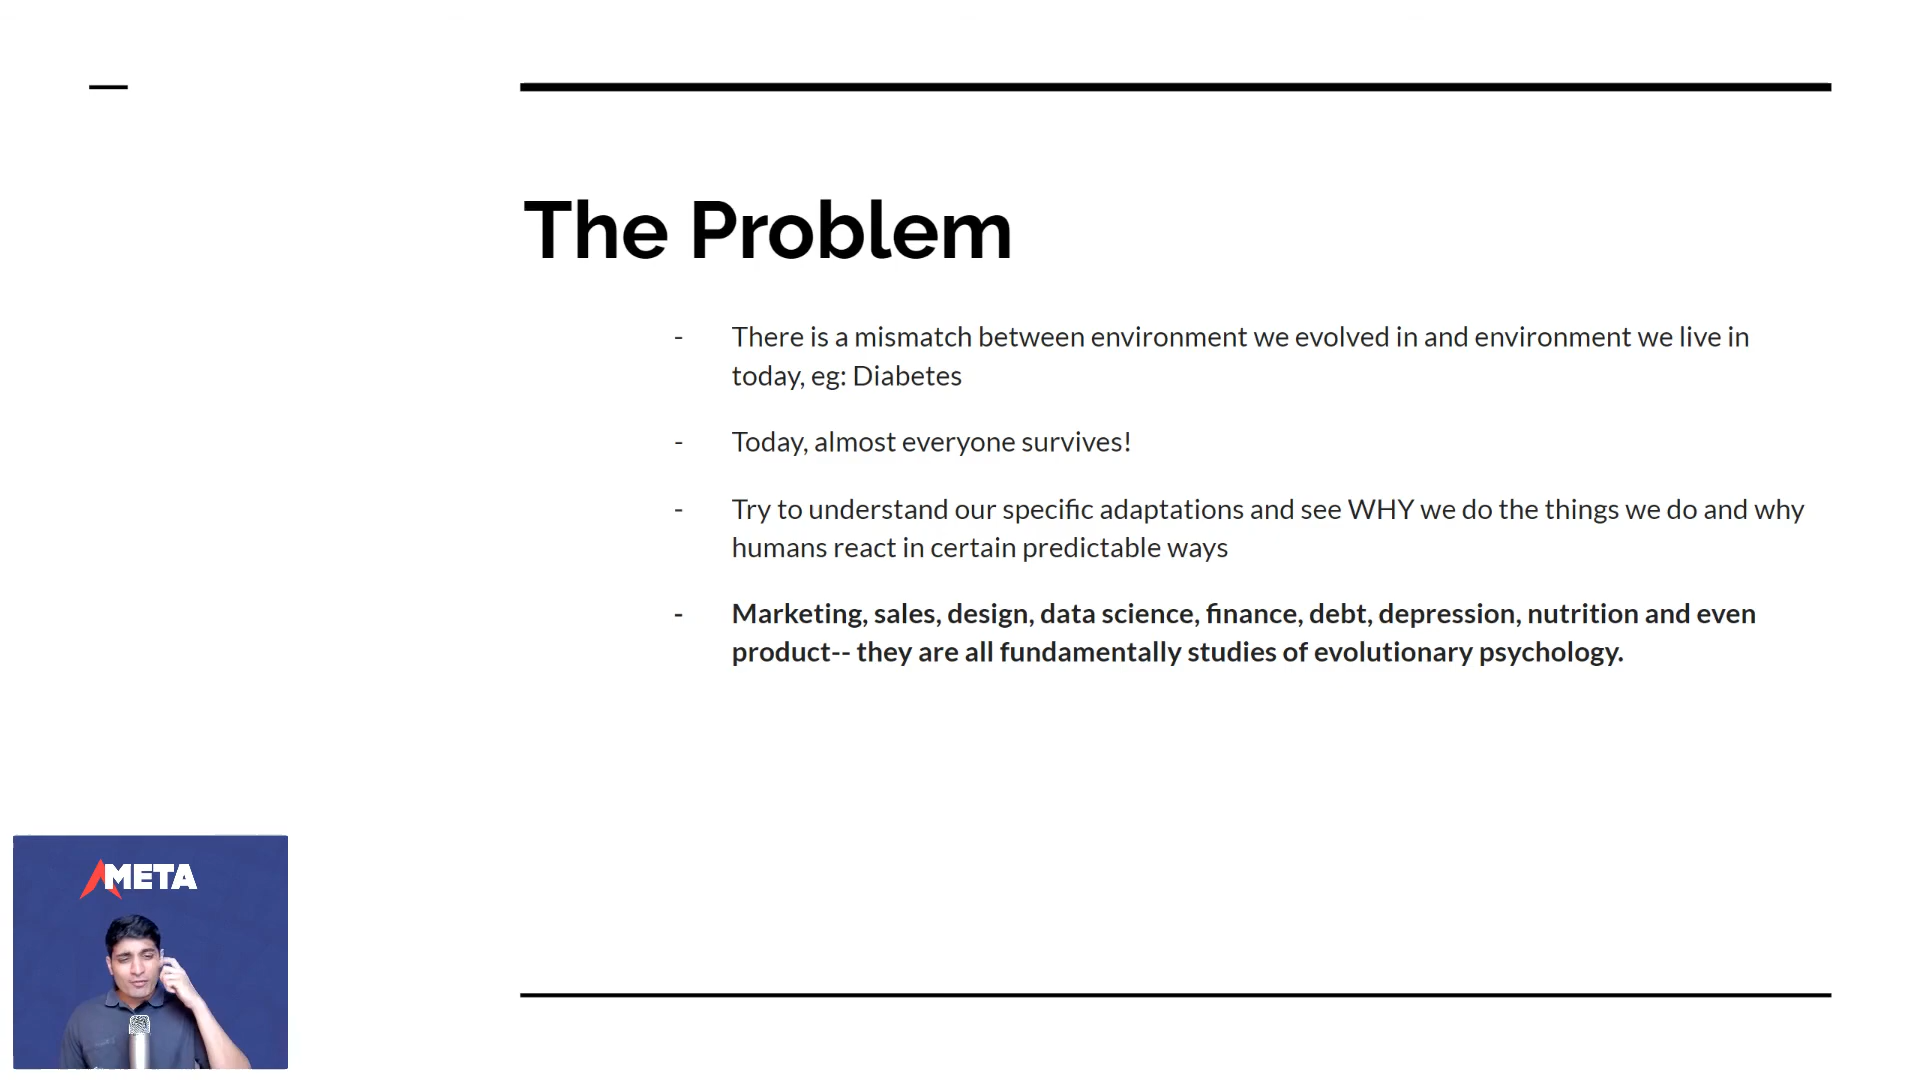 The Problem
- There is a mismatch between environment we evolved in and environment we live in
today, eg: Diabetes
- Today, almost everyone survives!
- Try to understand our specific adaptations and see WHY we do the things we do and why
humans react in certain predictable ways
- Marketing, sales, design, data science, finance, debt, depression, nutrition and even
product-- they are all fundamentally studies of evolutionary psychology.
META